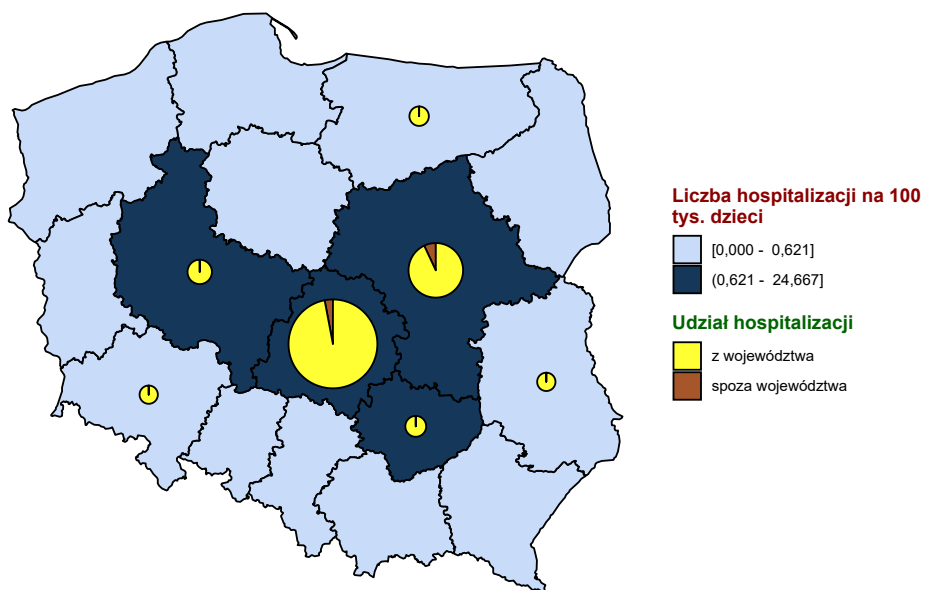 Liczba hospitalizacji na 100
tys. dzieci
[0,000 - 0,621]
(0,621 - 24,667]
Udział hospitalizacji
z województwa
spoza województwa